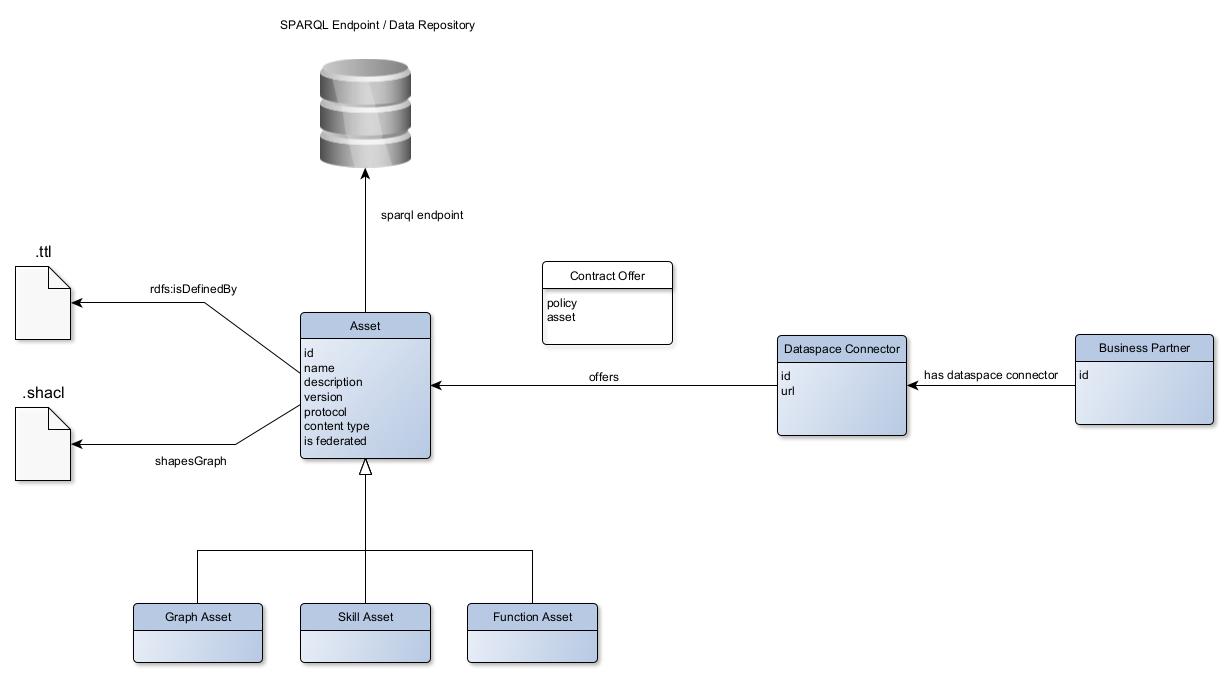 SPARQL Endpoint / Data Repository
sparql endpoint
.ttl
rdfs:isDefinedBy
.shacl
shapesGraph
Asset
id
name
description
version
protocol
content type
is federated
Contract Offer
policy
asset
offers
Dataspace Connector
id
url
has dataspace connector
Business Partner
id
Graph Asset
Skill Asset
Function Asset